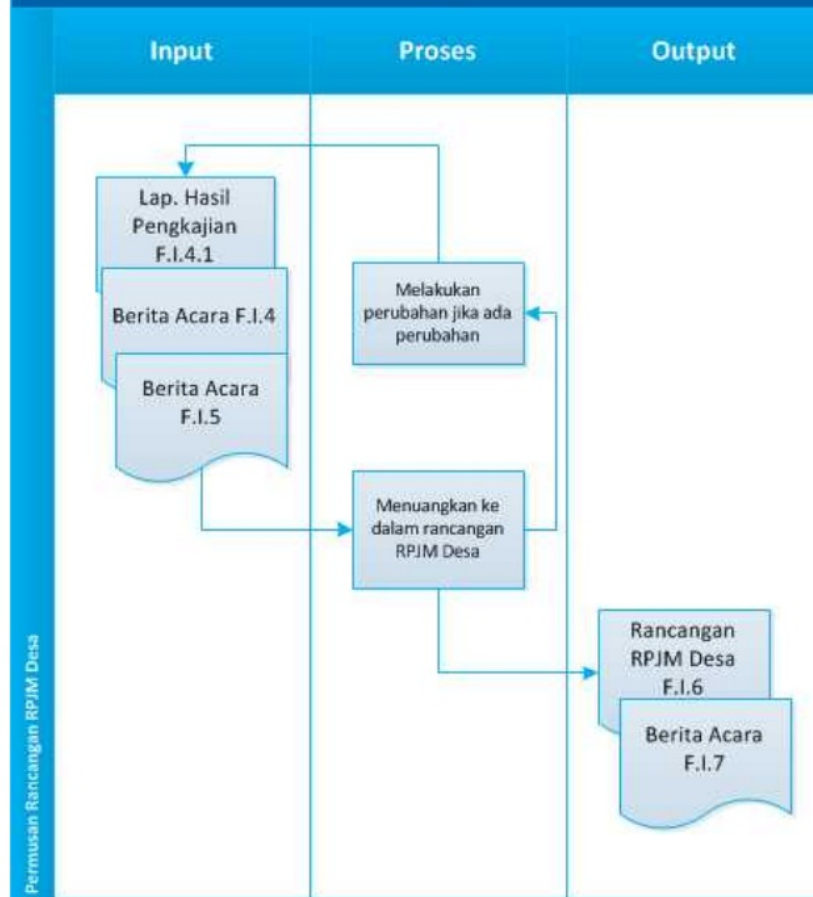 Input
Proses
Output
Lap. Hasil
Pengkajian
F.I.4.1
Berita Acara F.I.4
Berita Acara
F.I.5
Melakukan
perubahan jika ada
perubahan
Menuangkan ke
dalam rancangan
RPJM Desa
Rancangan
RPJM Desa
F.I.6
Berita Acara
F.I.7
Permusan Rancangan RPJM Desa